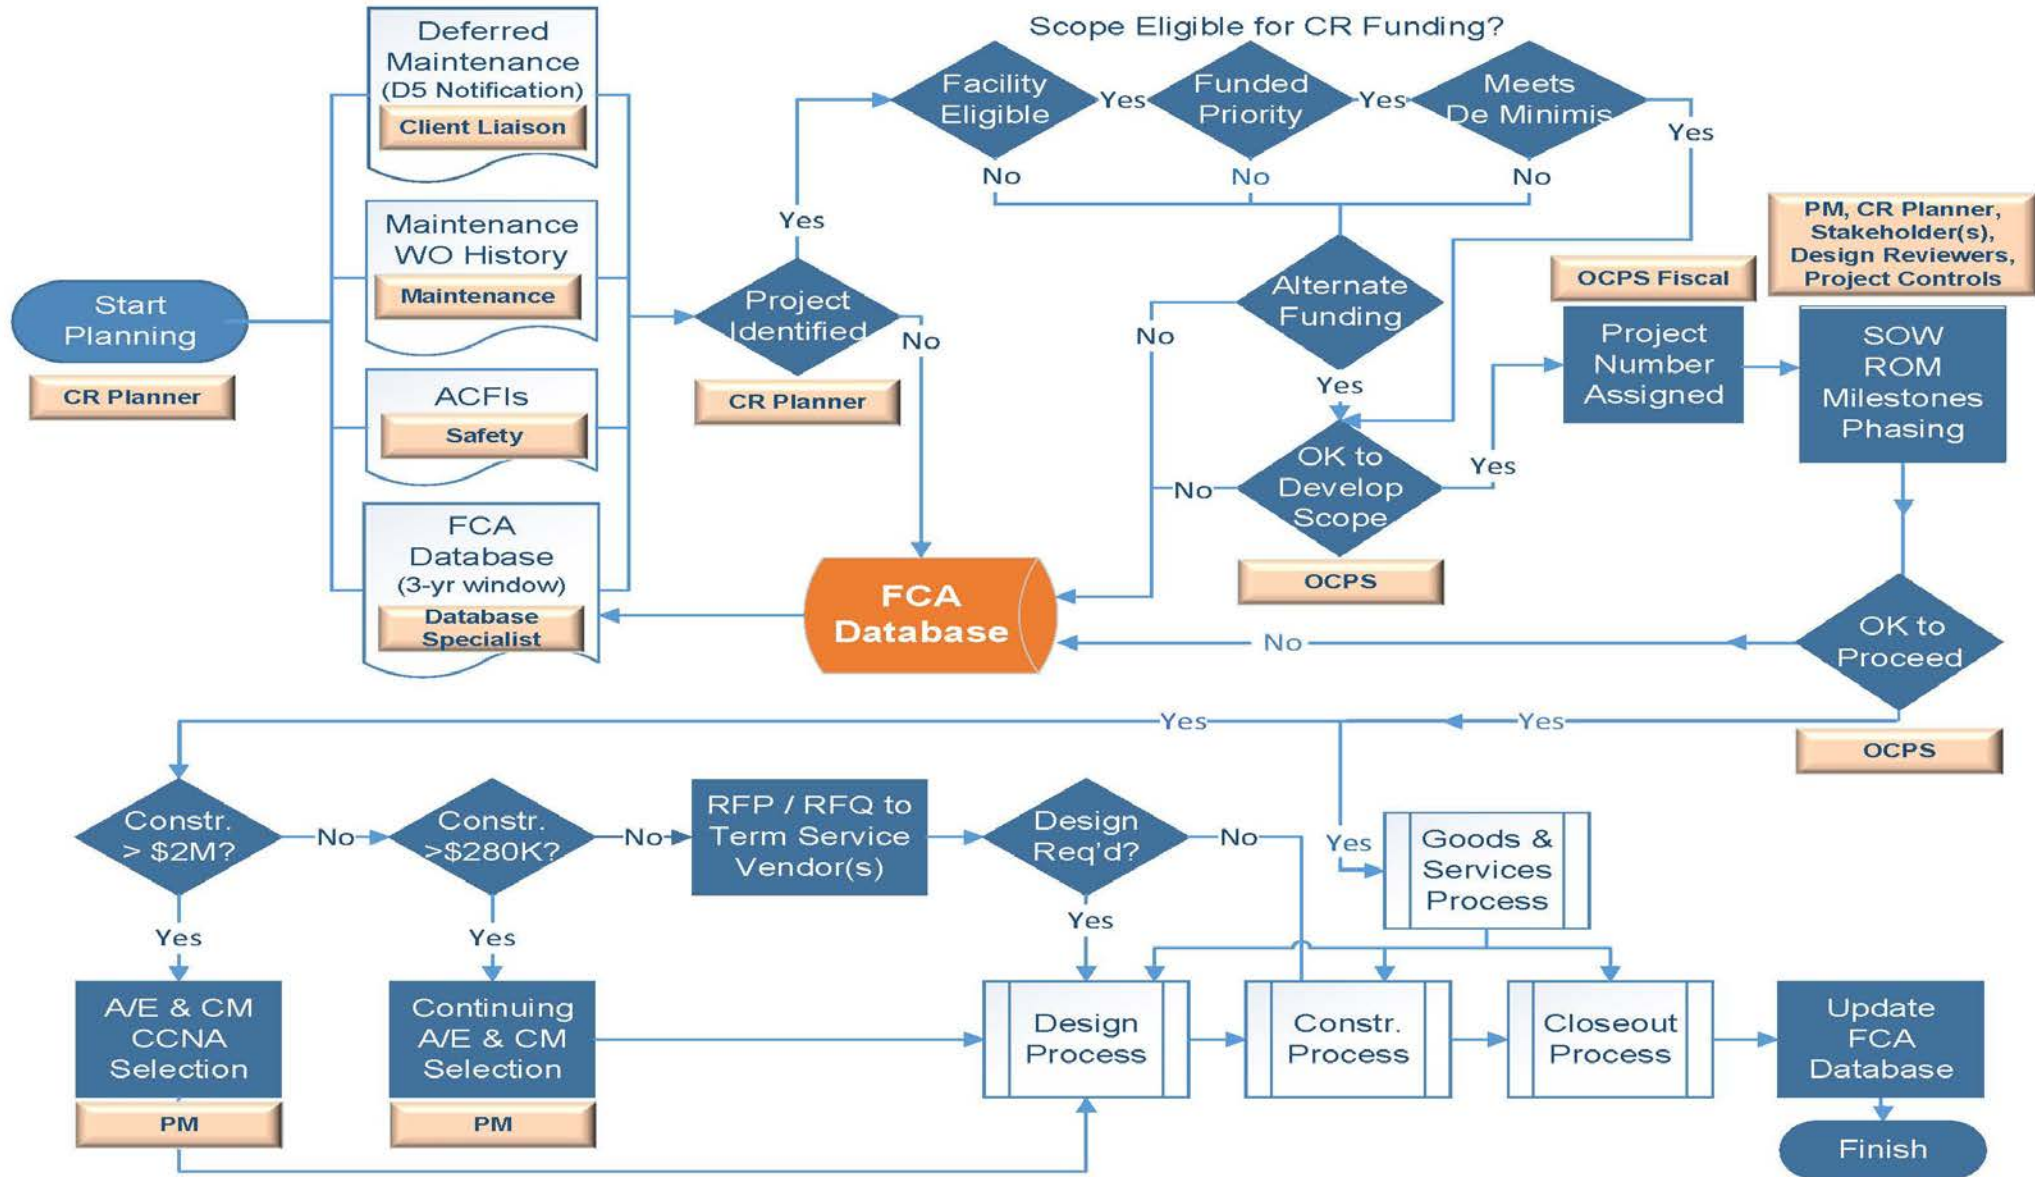 Scope Eligible for CR Funding?
Deferred
Maintenance
(D5 Notification)
Client Liaison
Maintenance
WO History
Maintenance
ACFIs
Safety
FCA
Database
(3-yr window)
Database
Specialist
Start
Planning
CR Planner
Project
Identified
Yes
No
CR Planner
Facility
Eligible
Yes
Funded
Priority
Yes
Meets
De Minimis
Yes
No
No
No
Alternate
Funding
No
Yes
OK to
Develop
Scope
No
Yes
OCPS
OCPS Fiscal
Project
Number
Assigned
PM, CR Planner,
Stakeholder(s),
Design Reviewers,
Project Controls
SOW
ROM
Milestones
Phasing
FCA
Database
No
OK to
Proceed
OCPS
Yes
Yes
Constr.
> $2M?
No
Constr.
>$280K?
No
RFP / RFQ to
Term Service
Vendor(s)
Design
Req'd?
No
Yes
Goods &
Services
Process
Yes
Yes
Yes
A/E & CM
CCNA
Selection
PM
Continuing
A/E & CM
Selection
PM
Design
Process
Constr.
Process
Closeout
Process
Update
FCA
Database
Finish